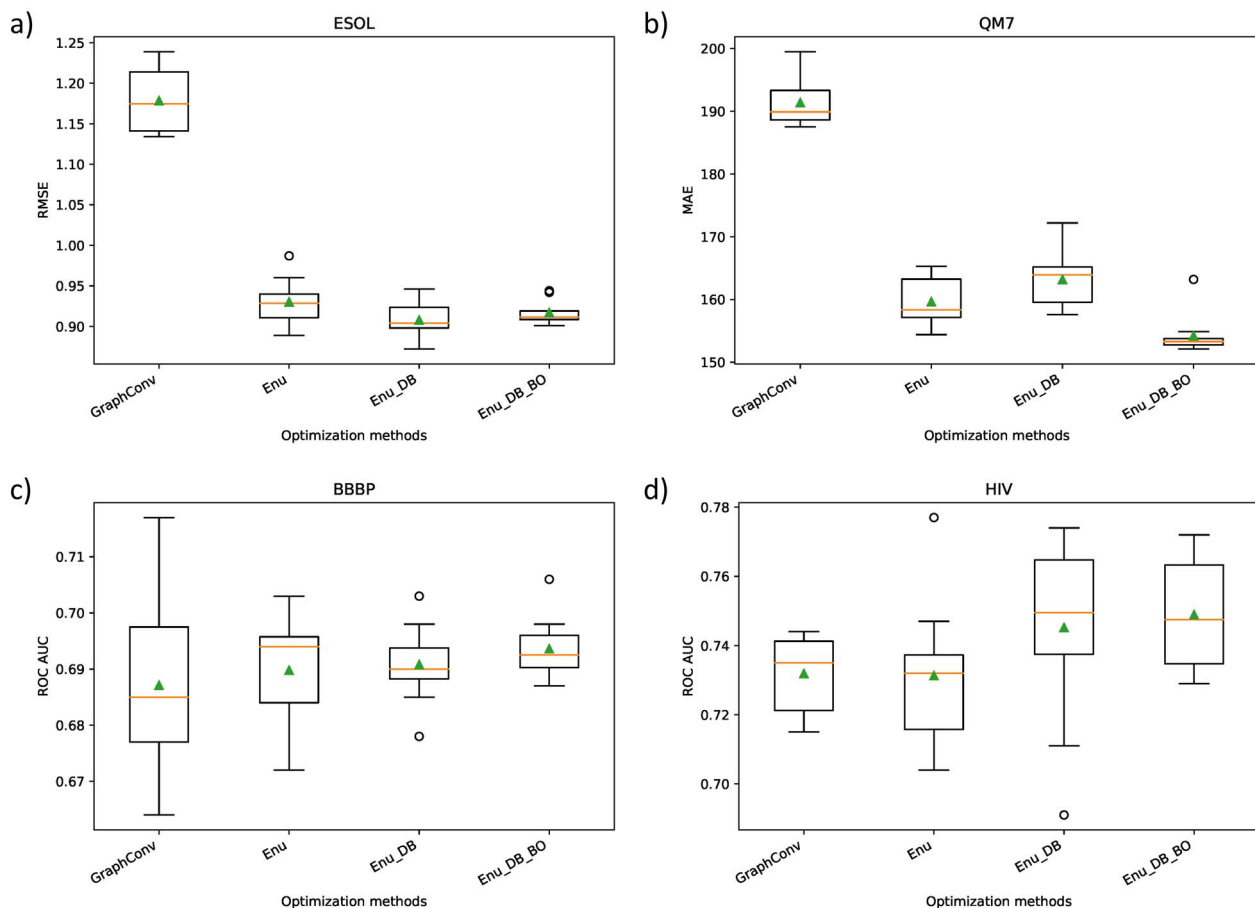 a)
ESOL
1.25
1.20
1.15
1.10
1.05
1.00
0.95
0.90
RMSE
GraphConv
Enu
Enu_DB
Enu_DB_BO
Optimization methods
b)
QM7
200
190
180
170
160
150
MAE
GraphConv
Enu
Enu_DB
Enu_DB_BO
Optimization methods
c)
BBBP
0.71
0.70
0.69
0.68
0.67
ROC AUC
GraphConv
Enu
Enu_DB
Enu_DB_BO
Optimization methods
d)
HIV
0.78
0.76
0.74
0.72
0.70
ROC AUC
GraphConv
Enu
Enu_DB
Enu_DB_BO
Optimization methods